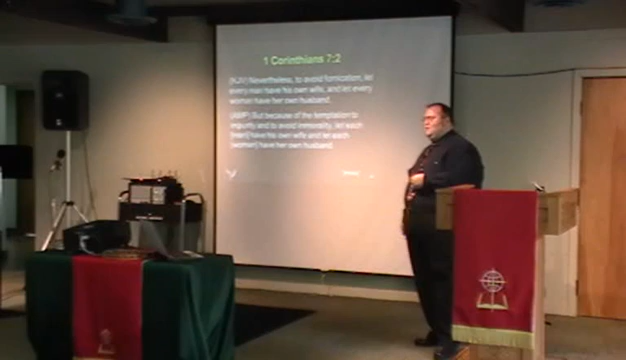 1 Corinthians 7:2
(KJV) Nevertheless, to avoid fornication, let
every man have his own wife, and let every
woman have her own husband.
(AMP) But because of the temptation to
impurity and to avoid immorality, let each
[man] have his own wife and let each
[woman] have her own husband.